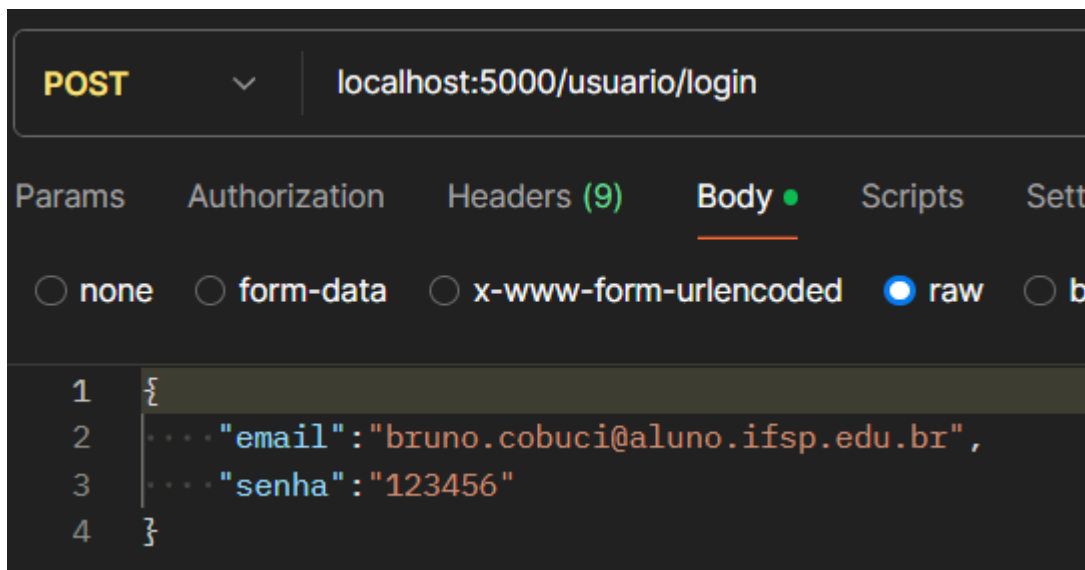 POST localhost:5000/usuario/login
Params Authorization Headers (9) Body Scripts Sett
none form-data x-www-form-urlencoded raw b
1 {
2 "email":"bruno.cobuci@aluno.ifsp.edu.br",
3 "senha":"123456"
4 }